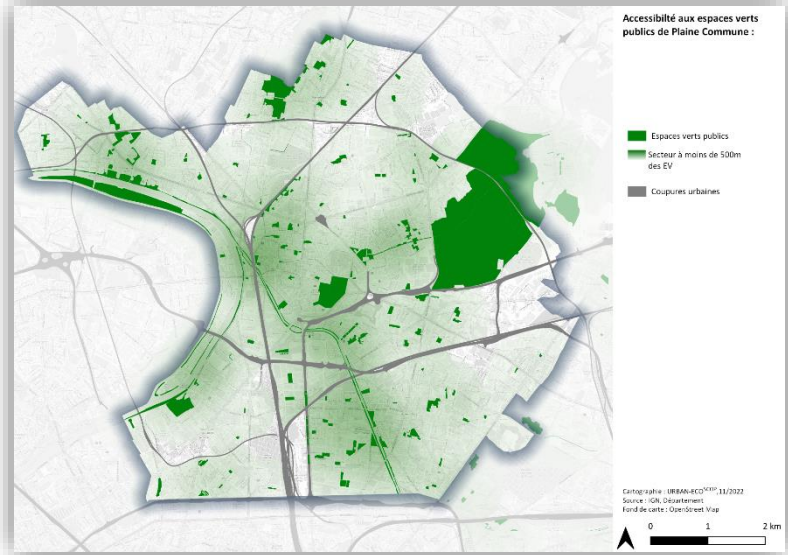 Accessibilté aux espaces verts
publics de Plaine Commune :
Espaces verts publics
Secteur à moins de 500m
des EV
Coupures urbaines
Cartographie : URBAN-ECO SCOP, 11/2022
Source : IGN, Département
Fond de carte : OpenStreet Map
0 1 2 km